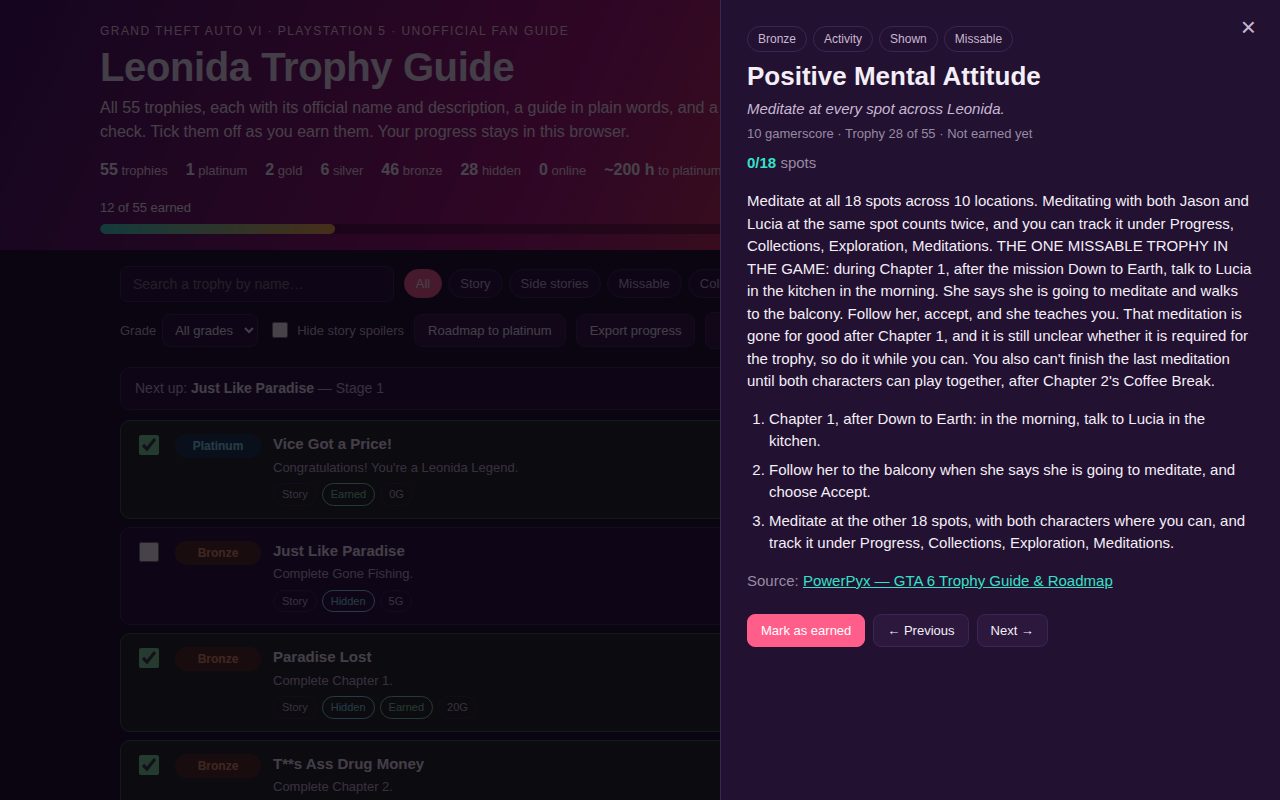 GRAND THEFT AUTO VI · PLAYSTATION 5 · UNOFFICIAL FAN GUIDE
Leonida Trophy Guide
All 55 trophies, each with its official name and description, a guide in plain words, and a
check. Tick them off as you earn them. Your progress stays in this browser.
55 trophies 1 platinum 2 gold 6 silver 46 bronze 28 hidden 0 online ~200 h to platinum
12 of 55 earned
Search a trophy by name…
All Story Side stories Missable
Grade All grades Hide story spoilers Roadmap to platinum Export progress
Next up: Just Like Paradise — Stage 1
Platinum
Vice Got a Price!
Congratulations! You're a Leonida Legend.
Story Earned 0G
Bronze
Just Like Paradise
Complete Gone Fishing.
Story Hidden 5G
Bronze
Paradise Lost
Complete Chapter 1.
Story Hidden Earned 20G
Bronze
T**s Ass Drug Money
Complete Chapter 2.
✕
Bronze Activity Shown Missable
Positive Mental Attitude
Meditate at every spot across Leonida.
10 gamerscore · Trophy 28 of 55 · Not earned yet
0/18 spots
Meditate at all 18 spots across 10 locations. Meditating with both Jason and
Lucia at the same spot counts twice, and you can track it under Progress,
Collections, Exploration, Meditations. THE ONE MISSABLE TROPHY IN
THE GAME: during Chapter 1, after the mission Down to Earth, talk to Lucia
in the kitchen in the morning. She says she is going to meditate and walks
to the balcony. Follow her, accept, and she teaches you. That meditation is
gone for good after Chapter 1, and it is still unclear whether it is required for
the trophy, so do it while you can. You also can't finish the last meditation
until both characters can play together, after Chapter 2's Coffee Break.
1. Chapter 1, after Down to Earth: in the morning, talk to Lucia in the
kitchen.
2. Follow her to the balcony when she says she is going to meditate, and
choose Accept.
3. Meditate at the other 18 spots, with both characters where you can, and
track it under Progress, Collections, Exploration, Meditations.
Source: PowerPyx — GTA 6 Trophy Guide & Roadmap
Mark as earned ← Previous Next →